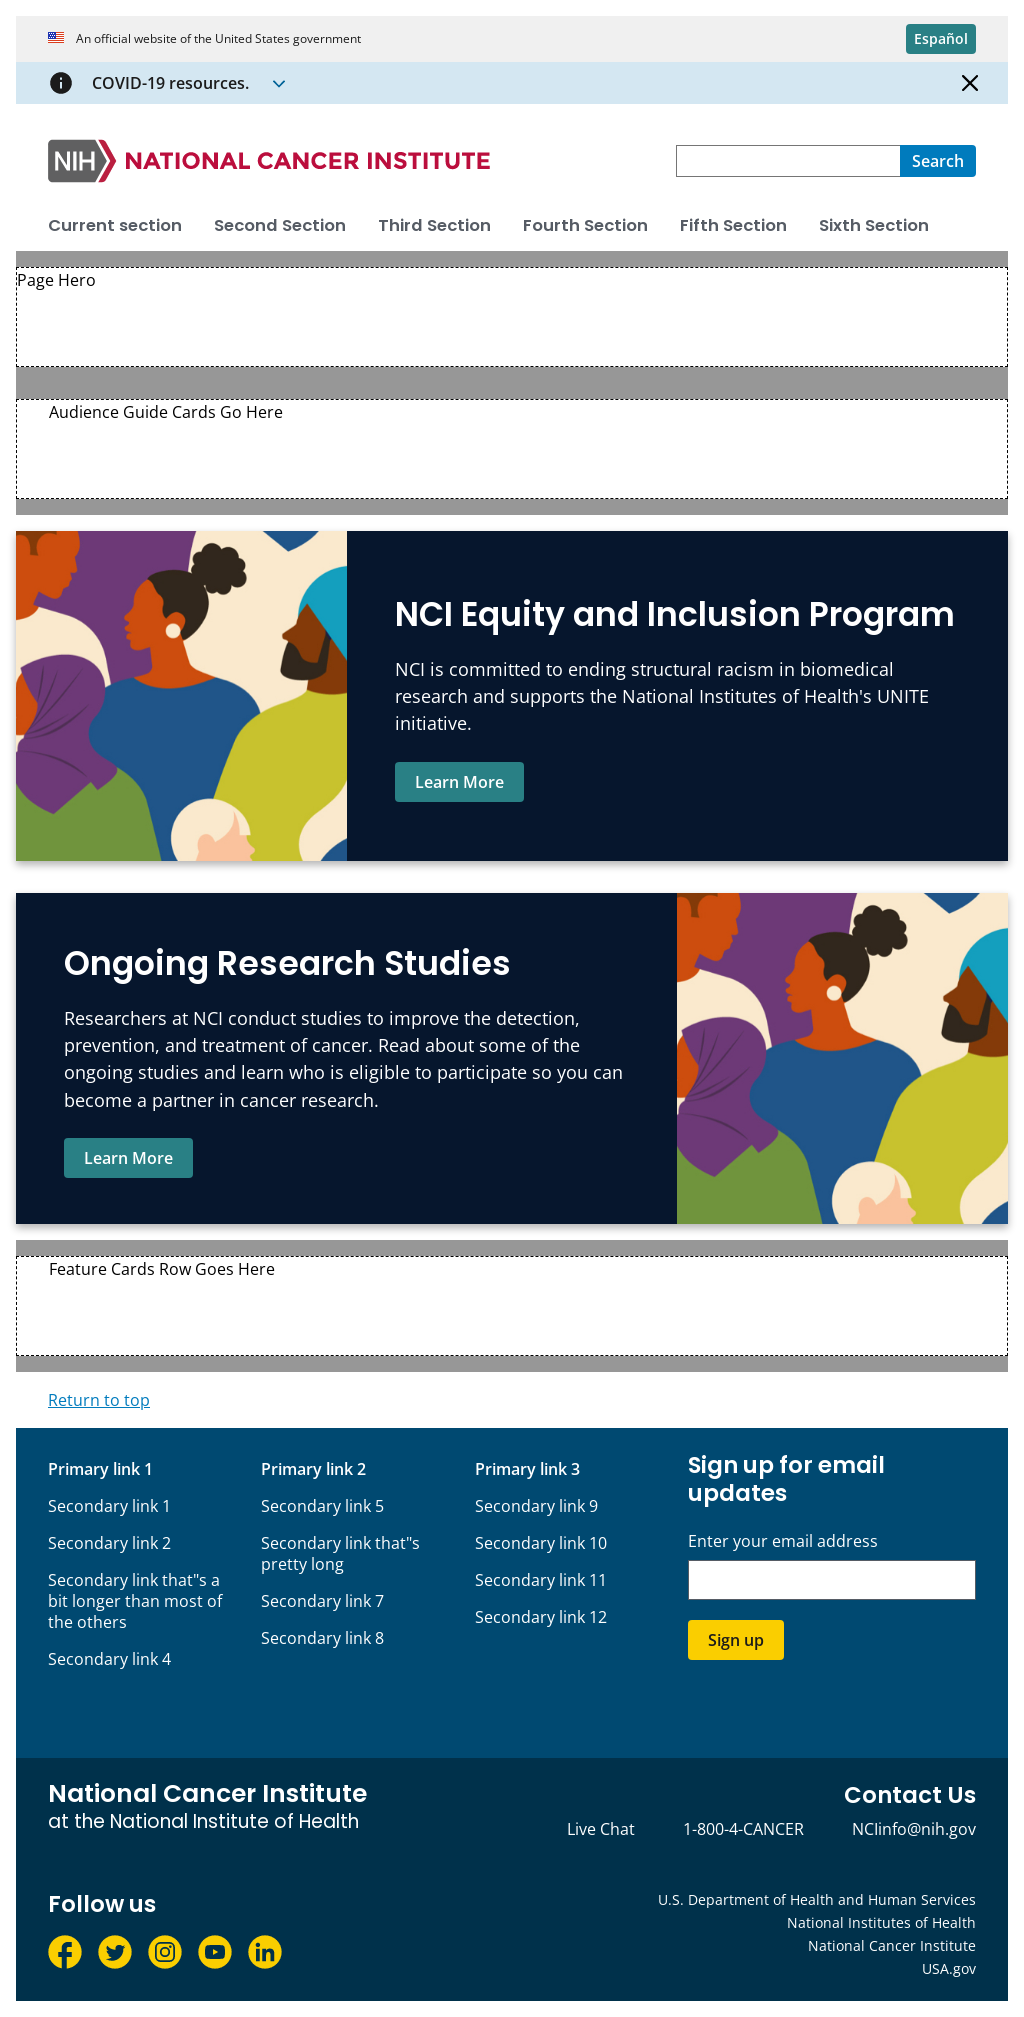 An official website of the United States government
Español
COVID-19 resources.
NIH NATIONAL CANCER INSTITUTE
Search
Current section Second Section Third Section Fourth Section Fifth Section Sixth Section
Page Hero
Audience Guide Cards Go Here
NCI Equity and Inclusion Program
NCI is committed to ending structural racism in biomedical
research and supports the National Institutes of Health's UNITE
initiative.
Learn More
Ongoing Research Studies
Researchers at NCI conduct studies to improve the detection,
prevention, and treatment of cancer. Read about some of the
ongoing studies and learn who is eligible to participate so you can
become a partner in cancer research.
Learn More
Feature Cards Row Goes Here
Return to top
Primary link 1
Secondary link 1
Secondary link 2
Secondary link that"s a
bit longer than most of
the others
Secondary link 4
Primary link 2
Secondary link 5
Secondary link that"s
pretty long
Secondary link 7
Secondary link 8
Primary link 3
Secondary link 9
Secondary link 10
Secondary link 11
Secondary link 12
Sign up for email
updates
Enter your email address
Sign up
National Cancer Institute
at the National Institute of Health
Contact Us
Live Chat 1-800-4-CANCER NCIinfo@nih.gov
Follow us
U.S. Department of Health and Human Services
National Institutes of Health
National Cancer Institute
USA.gov